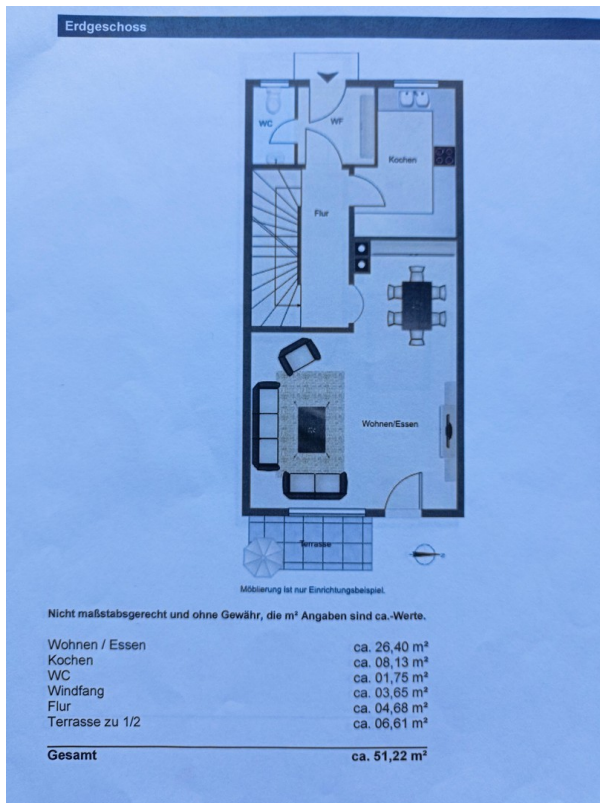 Erdgeschoss
WC
WF
Kochen
Flur
Wohnen/Essen
Terrasse
Möblierung ist nur Einrichtungsbeispiel.
Nicht maßstabsgerecht und ohne Gewähr, die m² Angaben sind ca.-Werte.
Wohnen / Essen ca. 26,40 m²
Kochen ca. 08,13 m²
WC ca. 01,75 m²
Windfang ca. 03,65 m²
Flur ca. 04,68 m²
Terrasse zu 1/2 ca. 06,61 m²
Gesamt ca. 51,22 m²